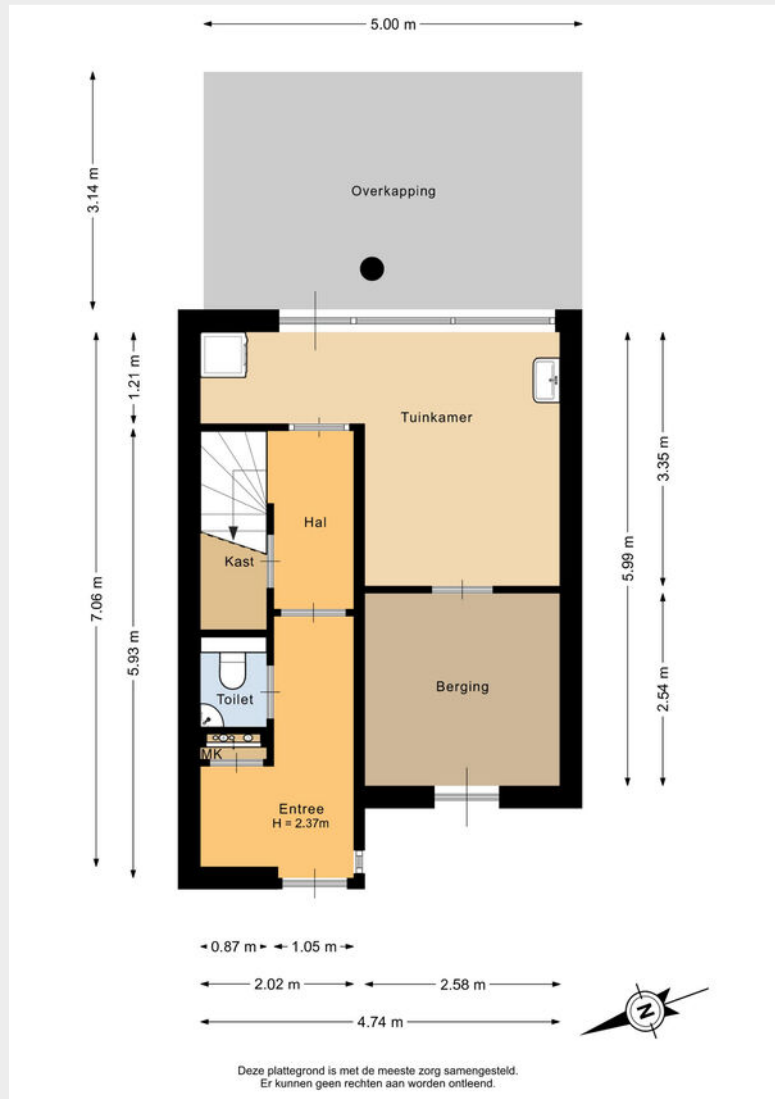 5.00 m
3.14 m
Overkapping
1.21 m
Tuinkamer
3.35 m
Hal
5.99 m
Kast
7.06 m
5.93 m
2.54 m
Berging
Toilet
MK
Entree
H = 2.37m
0.87 m
1.05 m
2.02 m
2.58 m
4.74 m
N
Deze plattegrond is met de meeste zorg samengesteld.
Er kunnen geen rechten aan worden ontleend.